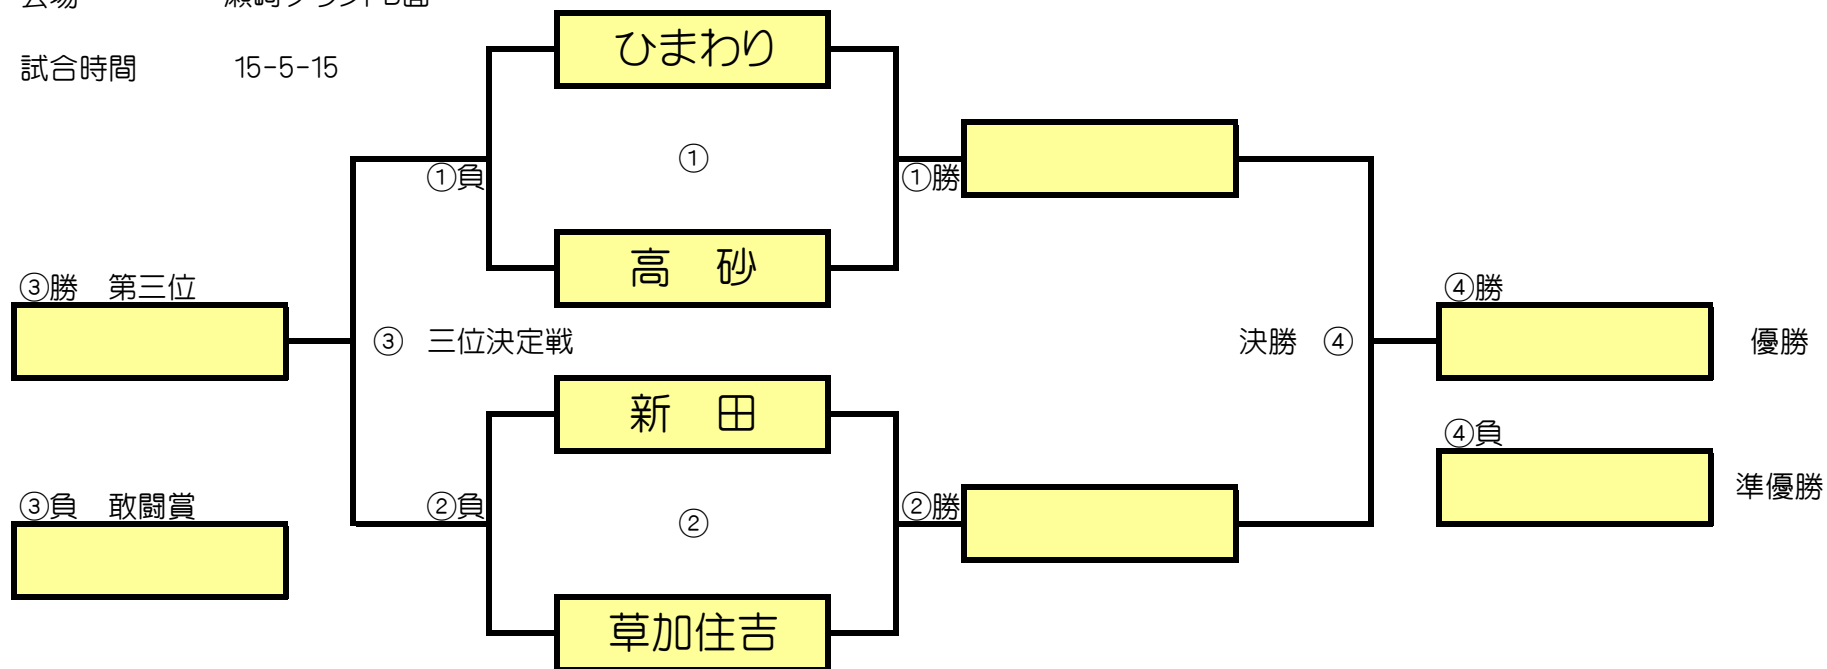 ひまわり
試合時間 15-5-15
①
①負
①勝
高 砂
③勝 第三位
④勝
③ 三位決定戦
決勝 ④
優勝
新 田
④負
準優勝
③負 敢闘賞
②負
②
②勝
草加住吉